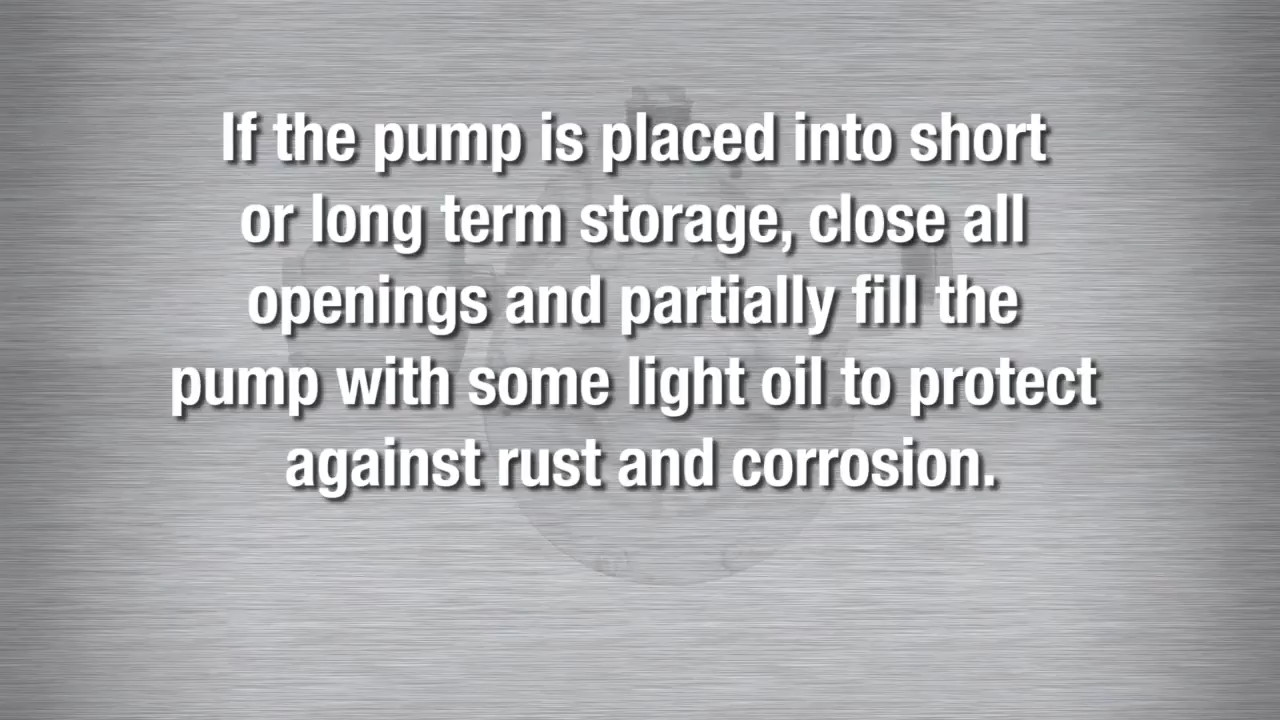 If the pump is placed into short
or long term storage, close all
openings and partially fill the
pump with some light oil to protect
against rust and corrosion.